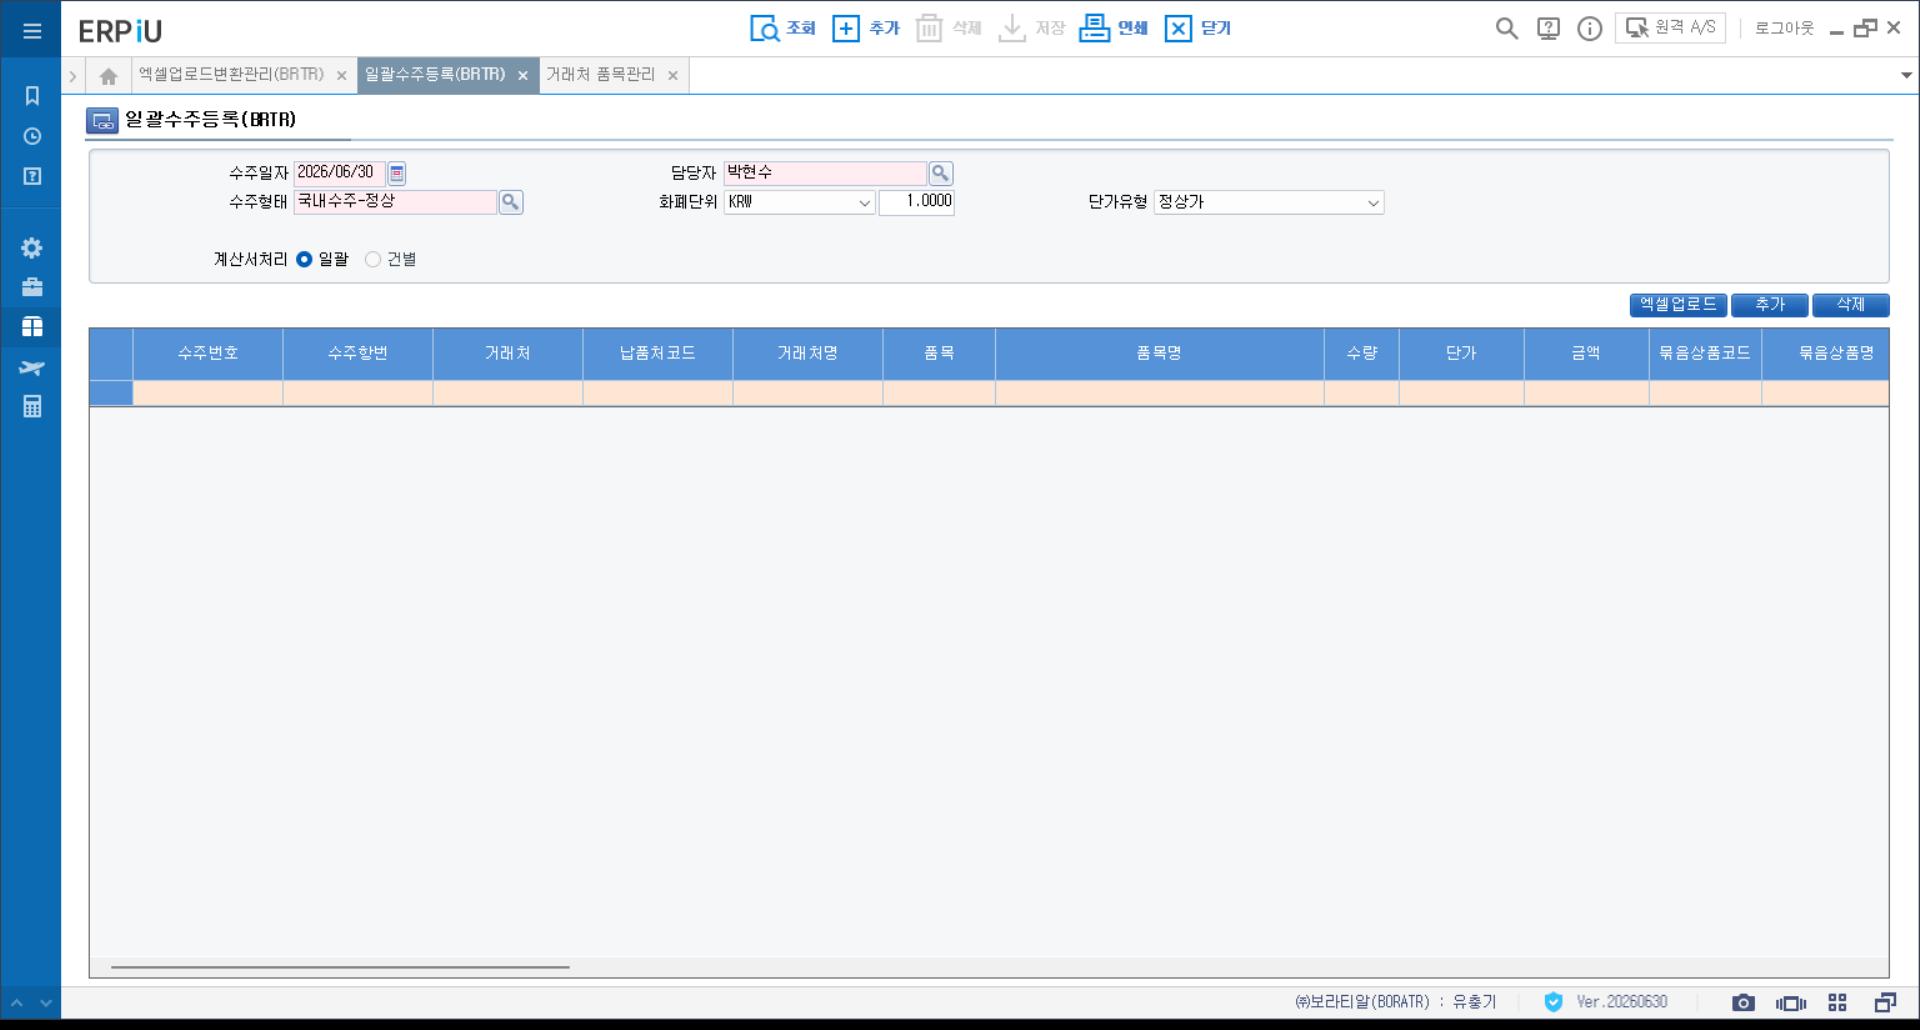 ERPiU 조회 추가 삭제 저장 인쇄 닫기 원격 A/S 로그아웃
엑셀업로드변환관리(BRTR) 일괄수주등록(BRTR) 거래처 품목관리
일괄수주등록(BRTR)
수주일자 2026/06/30 담당자 박현수
수주형태 국내수주-정상 화폐단위 KRW 1.0000 단가유형 정상가
계산서처리 일괄 건별
엑셀업로드 추가 삭제
수주번호 수주항번 거래처 납품처코드 거래처명 품목 품목명 수량 단가 금액 묶음상품코드 묶음상품명
㈜보라티알(BORATR) : 유충기 Ver.20260630